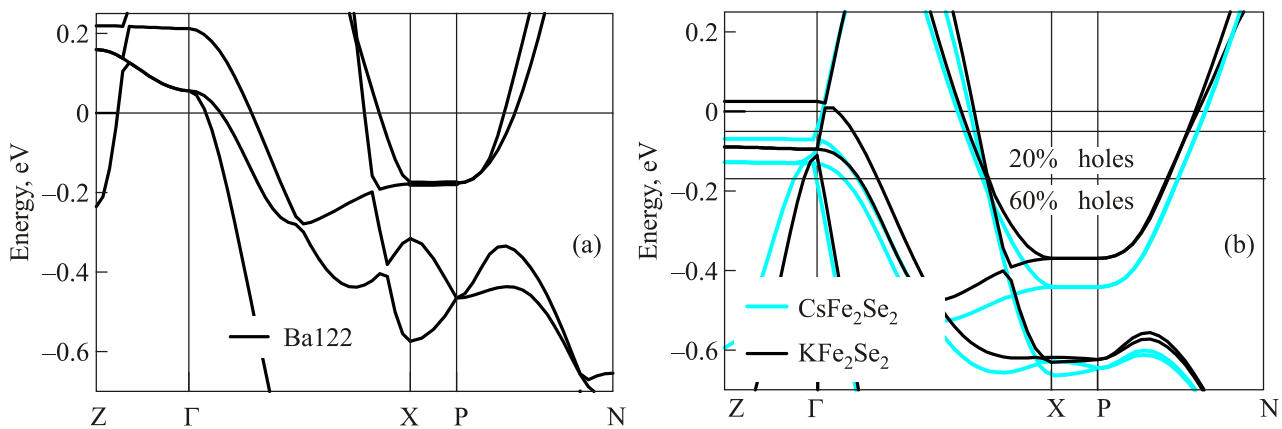 0.2
0
–0.2
–0.4
–0.6
Energy, eV
(a)
Ba122
Z Γ X P N
0.2
0
–0.2
–0.4
–0.6
Energy, eV
20% holes
60% holes
(b)
CsFe₂Se₂
KFe₂Se₂
Z Γ X P N